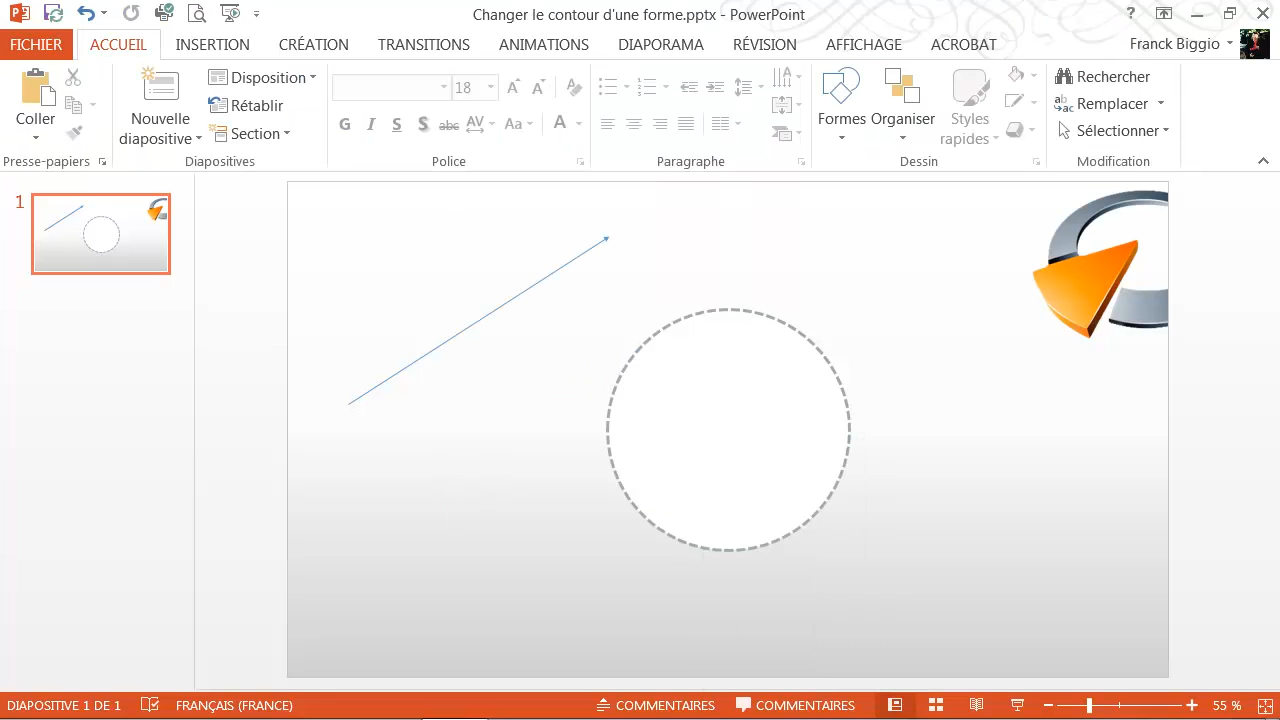 Changer le contour d'une forme.pptx - PowerPoint
?
FICHIER ACCUEIL INSERTION CRÉATION TRANSITIONS ANIMATIONS DIAPORAMA RÉVISION AFFICHAGE ACROBAT Franck Biggio
Coller
Presse-papiers
Nouvelle diapositive
Disposition
Rétablir
Section
Diapositives
18
G I S S abc AV Aa A
Police
Paragraphe
Formes
Organiser
Styles rapides
Dessin
Rechercher
Remplacer
Sélectionner
Modification
1
DIAPOSITIVE 1 DE 1 FRANÇAIS (FRANCE) COMMENTAIRES COMMENTAIRES 55 %